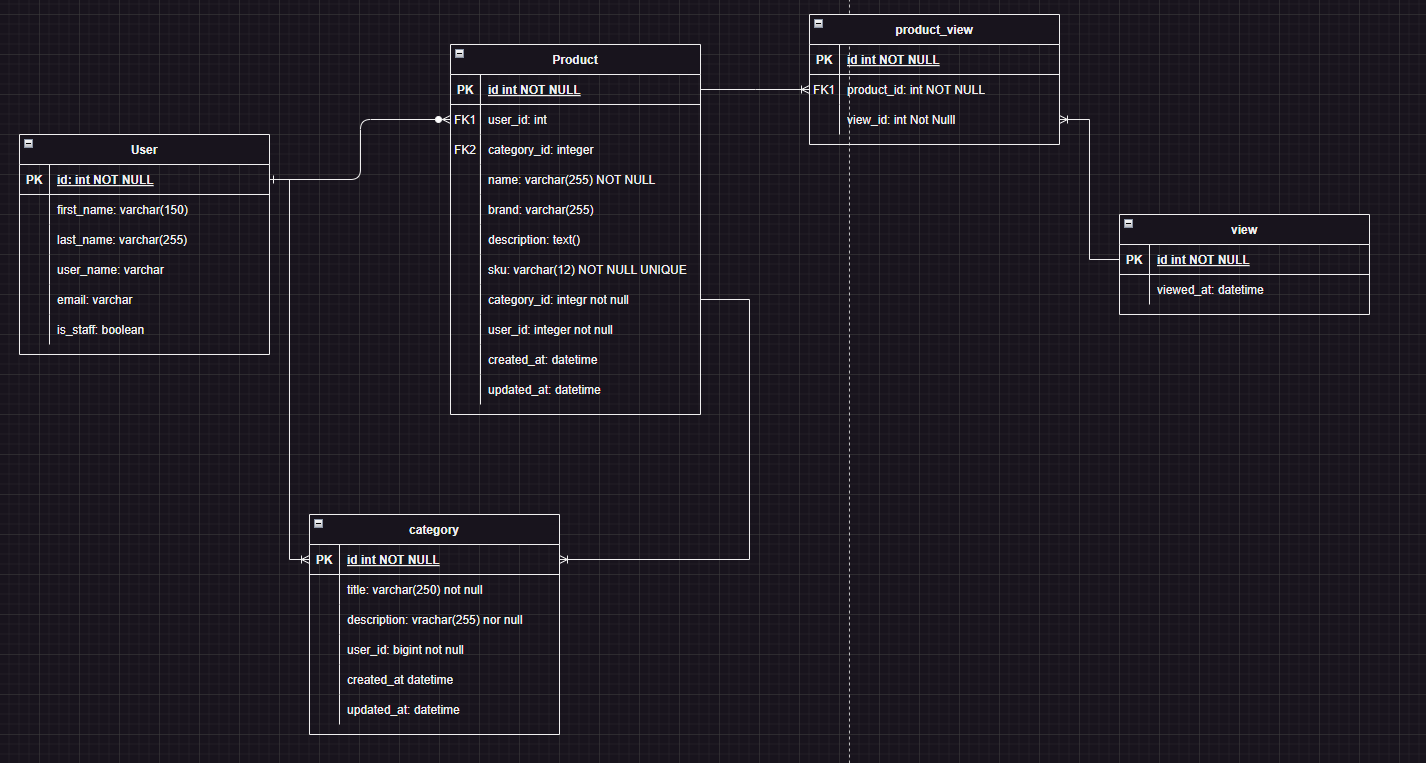 product_view
PK id int NOT NULL
FK1 product_id: int NOT NULL
view_id: int Not Nulll
Product
PK id int NOT NULL
FK1 user_id: int
FK2 category_id: integer
name: varchar(255) NOT NULL
brand: varchar(255)
description: text()
sku: varchar(12) NOT NULL UNIQUE
category_id: integr not null
user_id: integer not null
created_at: datetime
updated_at: datetime
User
PK id: int NOT NULL
first_name: varchar(150)
last_name: varchar(255)
user_name: varchar
email: varchar
is_staff: boolean
view
PK id int NOT NULL
viewed_at: datetime
category
PK id int NOT NULL
title: varchar(250) not null
description: vrachar(255) nor null
user_id: bigint not null
created_at datetime
updated_at: datetime